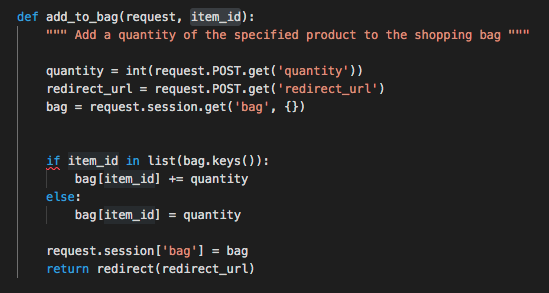 def add_to_bag(request, item_id):
    """ Add a quantity of the specified product to the shopping bag """

    quantity = int(request.POST.get('quantity'))
    redirect_url = request.POST.get('redirect_url')
    bag = request.session.get('bag', {})


    if item_id in list(bag.keys()):
        bag[item_id] += quantity
    else:
        bag[item_id] = quantity

    request.session['bag'] = bag
    return redirect(redirect_url)